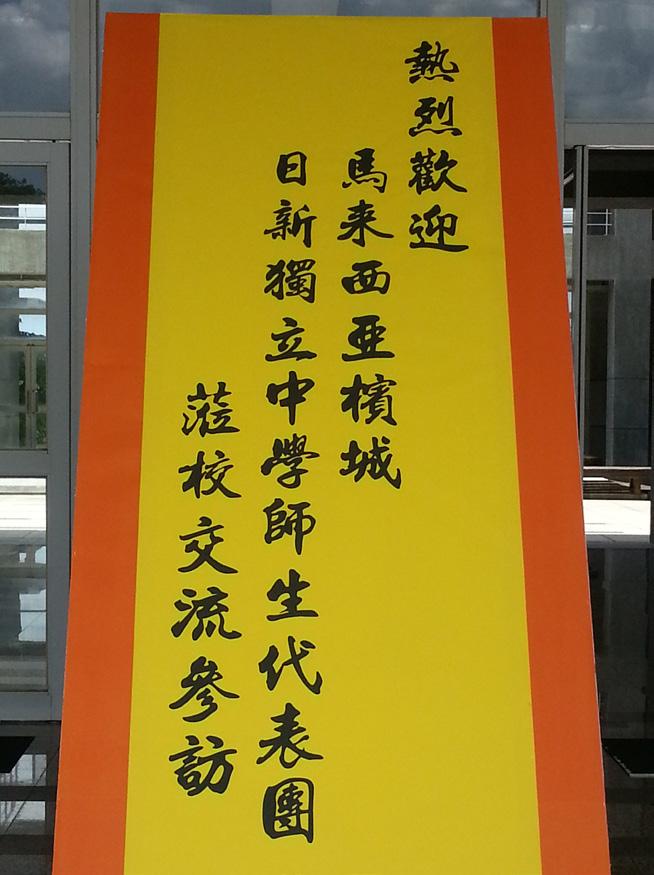 熱烈歡迎
馬来西亞檳城
日新獨立中學師生代表團
蒞校交流參訪